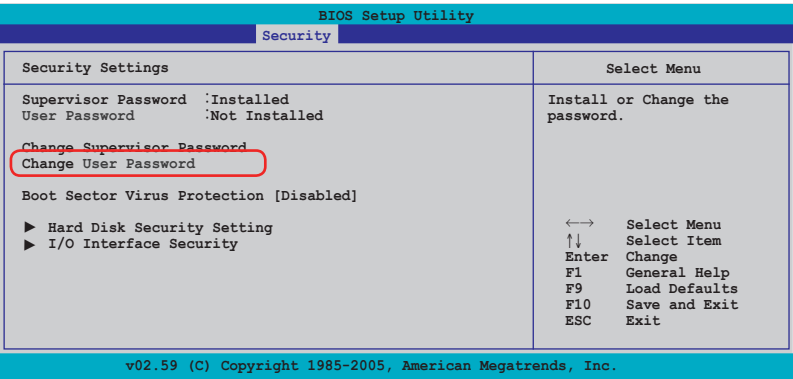 BIOS Setup Utility
Security
Security Settings
Supervisor Password :Installed
User Password :Not Installed
Change Supervisor Password
Change User Password
Boot Sector Virus Protection [Disabled]
▶ Hard Disk Security Setting
▶ I/O Interface Security
Select Menu
Install or Change the
password.
←→ Select Menu
↑↓ Select Item
Enter Change
F1 General Help
F9 Load Defaults
F10 Save and Exit
ESC Exit
v02.59 (C) Copyright 1985-2005, American Megatrends, Inc.